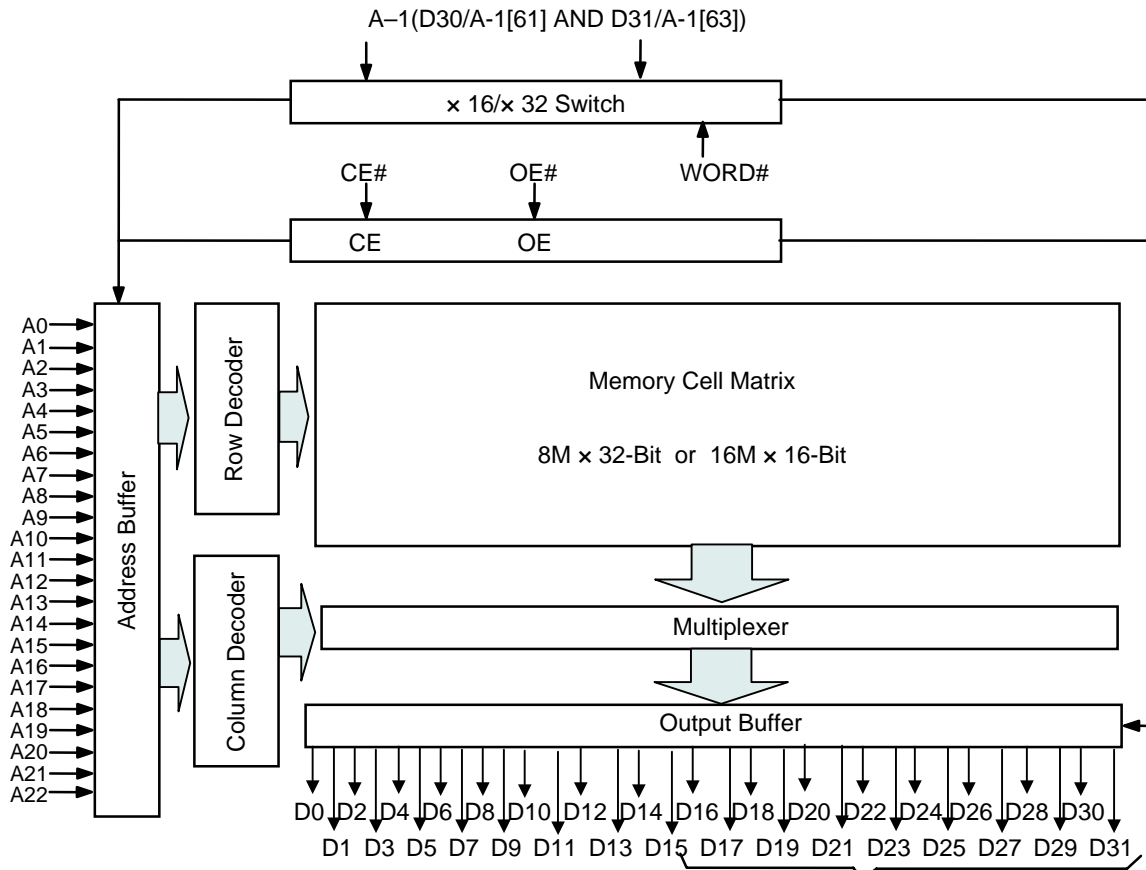 A–1(D30/A-1[61] AND D31/A-1[63])
× 16/× 32 Switch
CE# OE# WORD#
CE OE
A0
A1
A2
A3
A4
A5
A6
A7
A8
A9
A10
A11
A12
A13
A14
A15
A16
A17
A18
A19
A20
A21
A22
Address Buffer
Row Decoder
Column Decoder
Memory Cell Matrix
8M × 32-Bit or 16M × 16-Bit
Multiplexer
Output Buffer
D0 D2 D4 D6 D8 D10 D12 D14 D16 D18 D20 D22 D24 D26 D28 D30
D1 D3 D5 D7 D9 D11 D13 D15 D17 D19 D21 D23 D25 D27 D29 D31